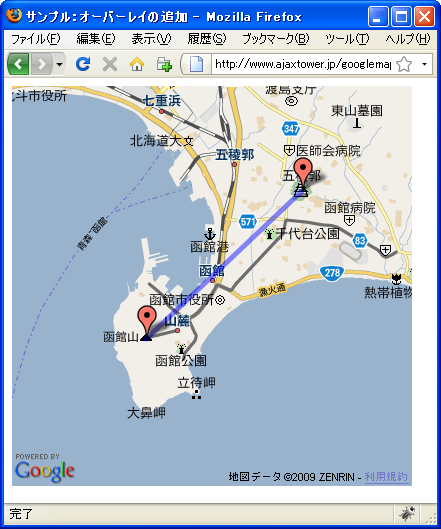 サンプル:オーバーレイの追加 - Mozilla Firefox
ファイル(F) 編集(E) 表示(V) 履歴(S) ブックマーク(B) ツール(T) ヘルプ(H)
http://www.ajaxtower.jp/googlemap
北斗市役所
七重浜
渡島支庁
東山墓園
347
北海道大
医師会病院
五稜郭
五稜郭
函館病院
571
千代台公園
83
青森-函館
函館港
函館
278
漁火通
熱帯植物
函館市役所
山麓
函館山
函館公園
立待岬
大鼻岬
POWERED BY
Google
地図データ ©2009 ZENRIN - 利用規約
完了